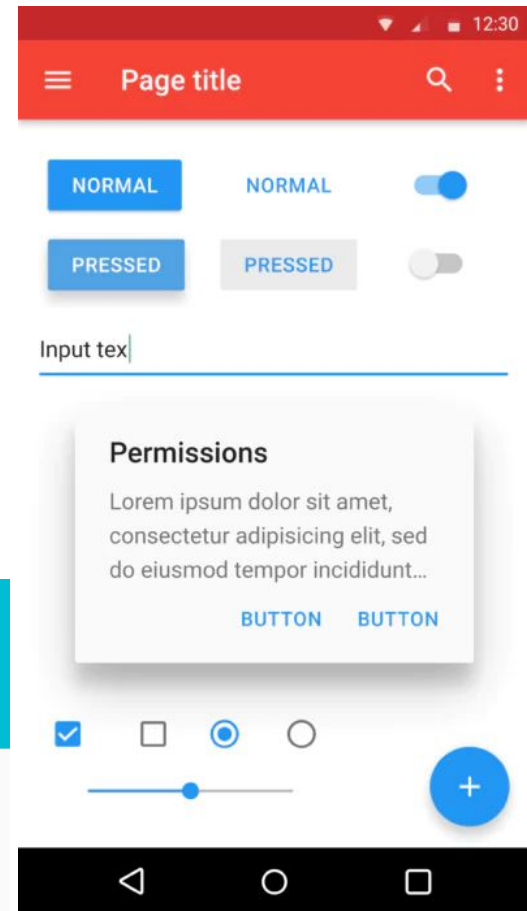 12:30
Page title
NORMAL NORMAL
PRESSED PRESSED
Input tex
Permissions
Lorem ipsum dolor sit amet,
consectetur adipisicing elit, sed
do eiusmod tempor incididunt...
BUTTON BUTTON